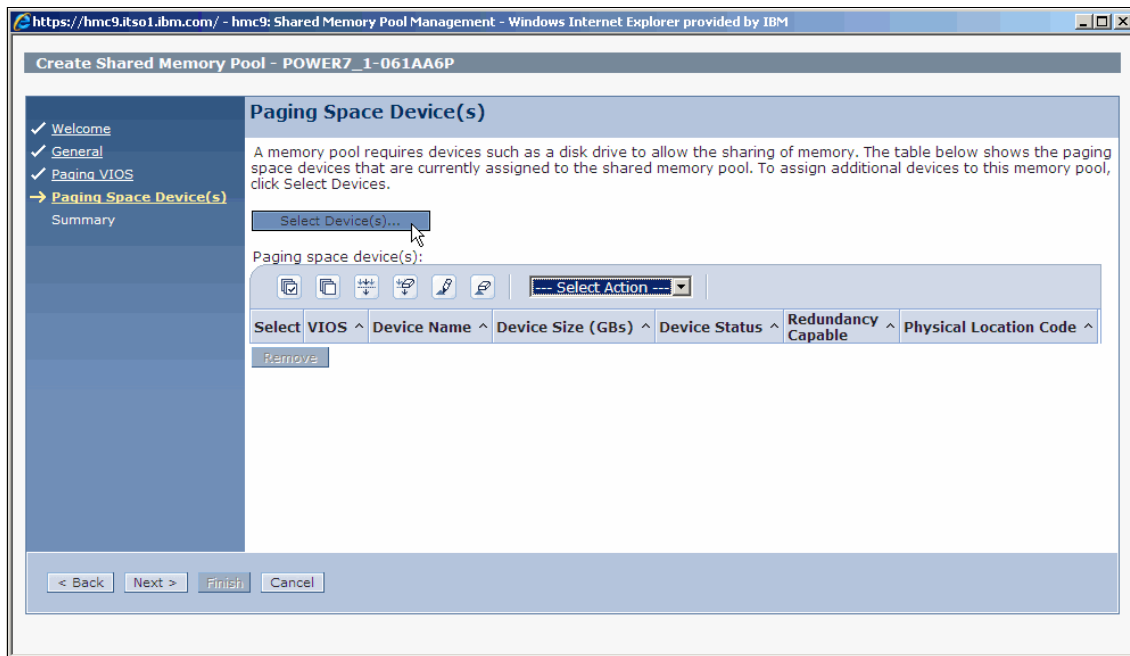 https://hmc9.itso1.ibm.com/ - hmc9: Shared Memory Pool Management - Windows Internet Explorer provided by IBM
Create Shared Memory Pool - POWER7_1-061AA6P
Welcome
General
Paging VIOS
Paging Space Device(s)
Summary
Paging Space Device(s)
A memory pool requires devices such as a disk drive to allow the sharing of memory. The table below shows the paging
space devices that are currently assigned to the shared memory pool. To assign additional devices to this memory pool,
click Select Devices.
Select Device(s)...
Paging space device(s):
--- Select Action ---
Select VIOS ^ Device Name ^ Device Size (GBs) ^ Device Status ^ Redundancy Capable ^ Physical Location Code ^
Remove
< Back Next > Finish Cancel